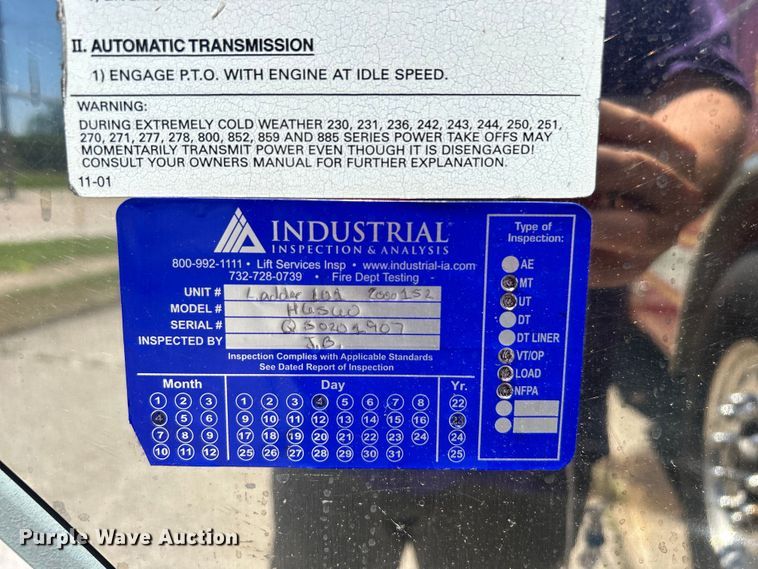 II. AUTOMATIC TRANSMISSION
1) ENGAGE P.T.O. WITH ENGINE AT IDLE SPEED.
WARNING:
DURING EXTREMELY COLD WEATHER 230, 231, 236, 242, 243, 244, 250, 251,
270, 271, 277, 278, 800, 852, 859 AND 885 SERIES POWER TAKE OFFS MAY
MOMENTARILY TRANSMIT POWER EVEN THOUGH IT IS DISENGAGED!
CONSULT YOUR OWNERS MANUAL FOR FURTHER EXPLANATION.
11-01
INDUSTRIAL
INSPECTION & ANALYSIS
800-992-1111 • Lift Services Insp • www.industrial-ia.com
732-728-0739 • Fire Dept Testing
UNIT # Ladder
MODEL #
SERIAL #
INSPECTED BY J.B.
Inspection Complies with Applicable Standards
See Dated Report of Inspection
Type of
Inspection:
AE
MT
UT
DT
DT LINER
VT/OP
LOAD
NFPA
Month Day Yr.
1 2 3 1 2 3 4 5 6 7 8 22
4 5 6 9 10 11 12 13 14 15 16 23
7 8 9 17 18 19 20 21 22 23 24 24
10 11 12 25 26 27 28 29 30 31 25
Purple Wave Auction